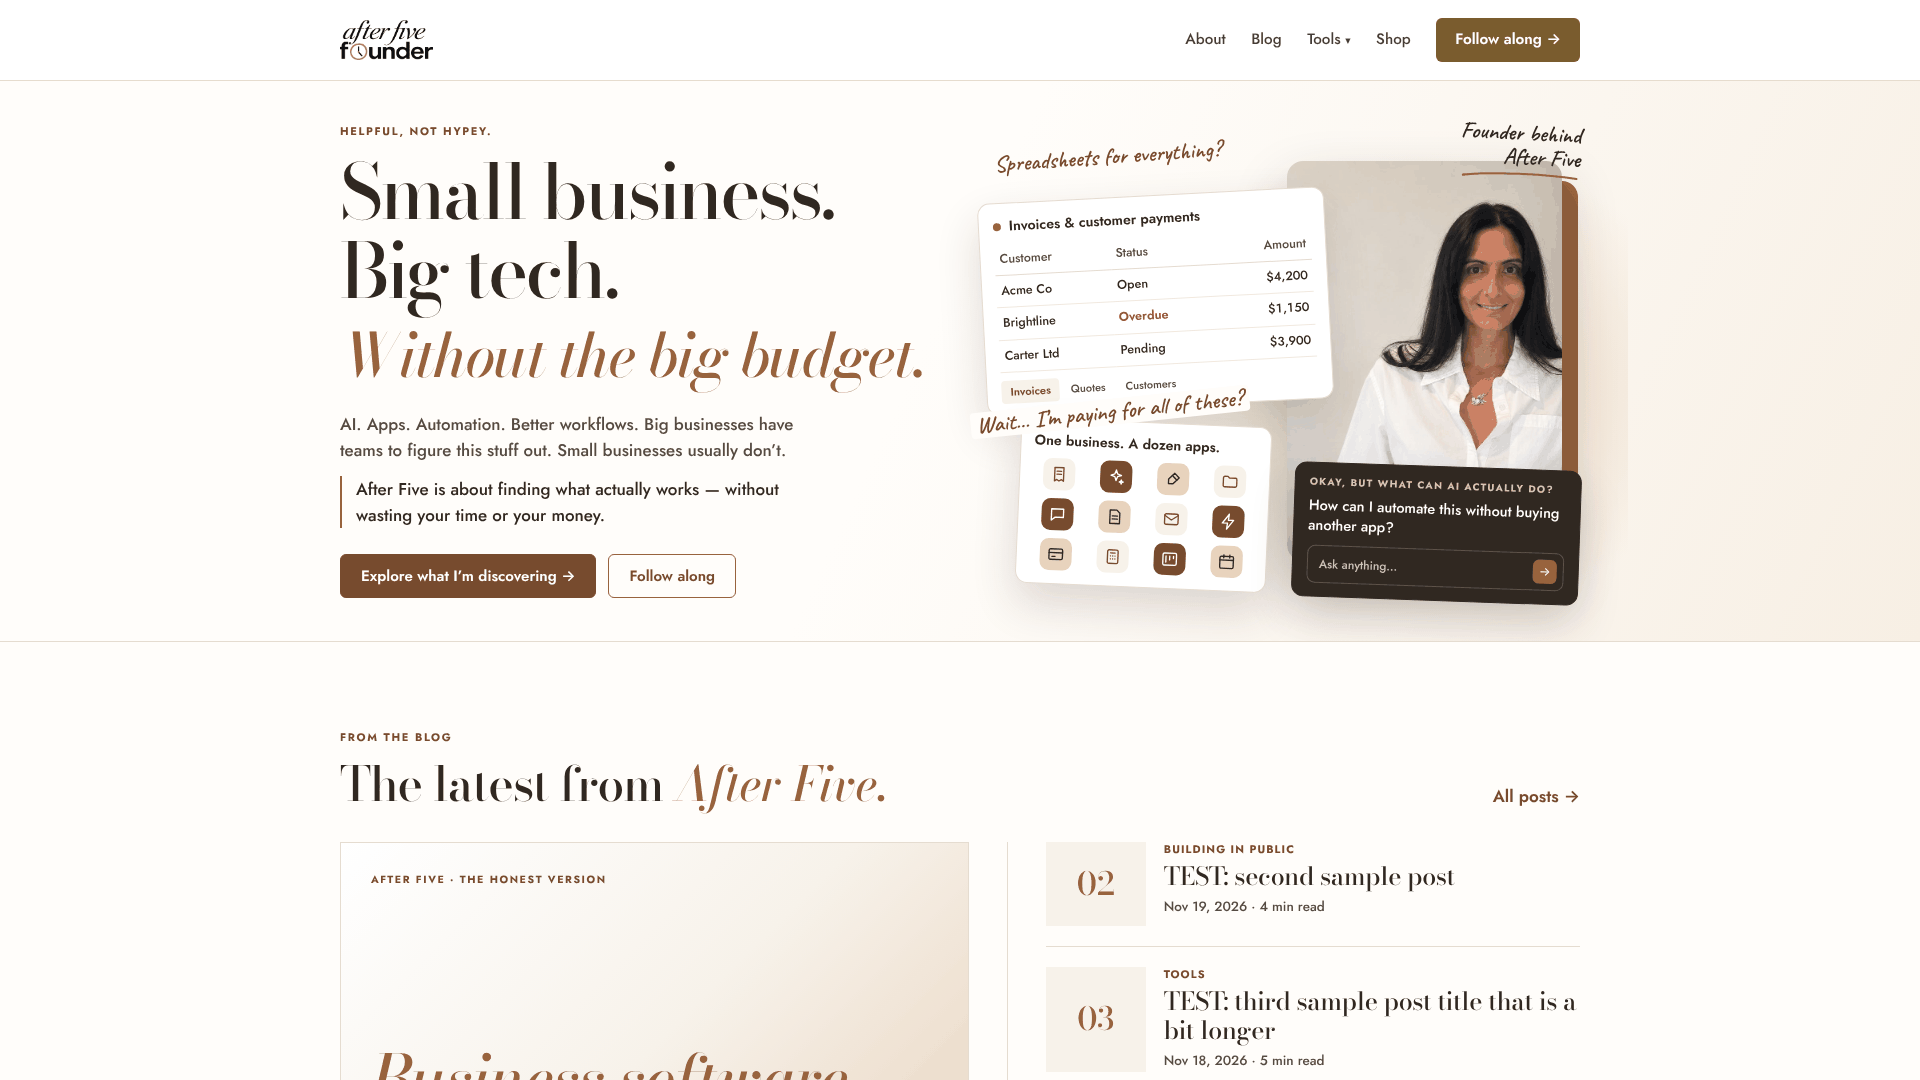 after five
founder
About
Blog
Tools ▾
Shop
Follow along →
HELPFUL, NOT HYPEY.
Small business.
Big tech.
Without the big budget.
AI. Apps. Automation. Better workflows. Big businesses have
teams to figure this stuff out. Small businesses usually don’t.
After Five is about finding what actually works — without
wasting your time or your money.
Explore what I’m discovering →
Follow along
Spreadsheets for everything?
Founder behind
After Five
Invoices & customer payments
Customer Status Amount
Acme Co Open $4,200
Brightline Overdue $1,150
Carter Ltd Pending $3,900
Invoices Quotes Customers
Wait... I’m paying for all of these?
One business. A dozen apps.
OKAY, BUT WHAT CAN AI ACTUALLY DO?
How can I automate this without buying
another app?
Ask anything...
→
FROM THE BLOG
The latest from After Five.
All posts →
AFTER FIVE · THE HONEST VERSION
Business software
02
BUILDING IN PUBLIC
TEST: second sample post
Nov 19, 2026 · 4 min read
03
TOOLS
TEST: third sample post title that is a
bit longer
Nov 18, 2026 · 5 min read